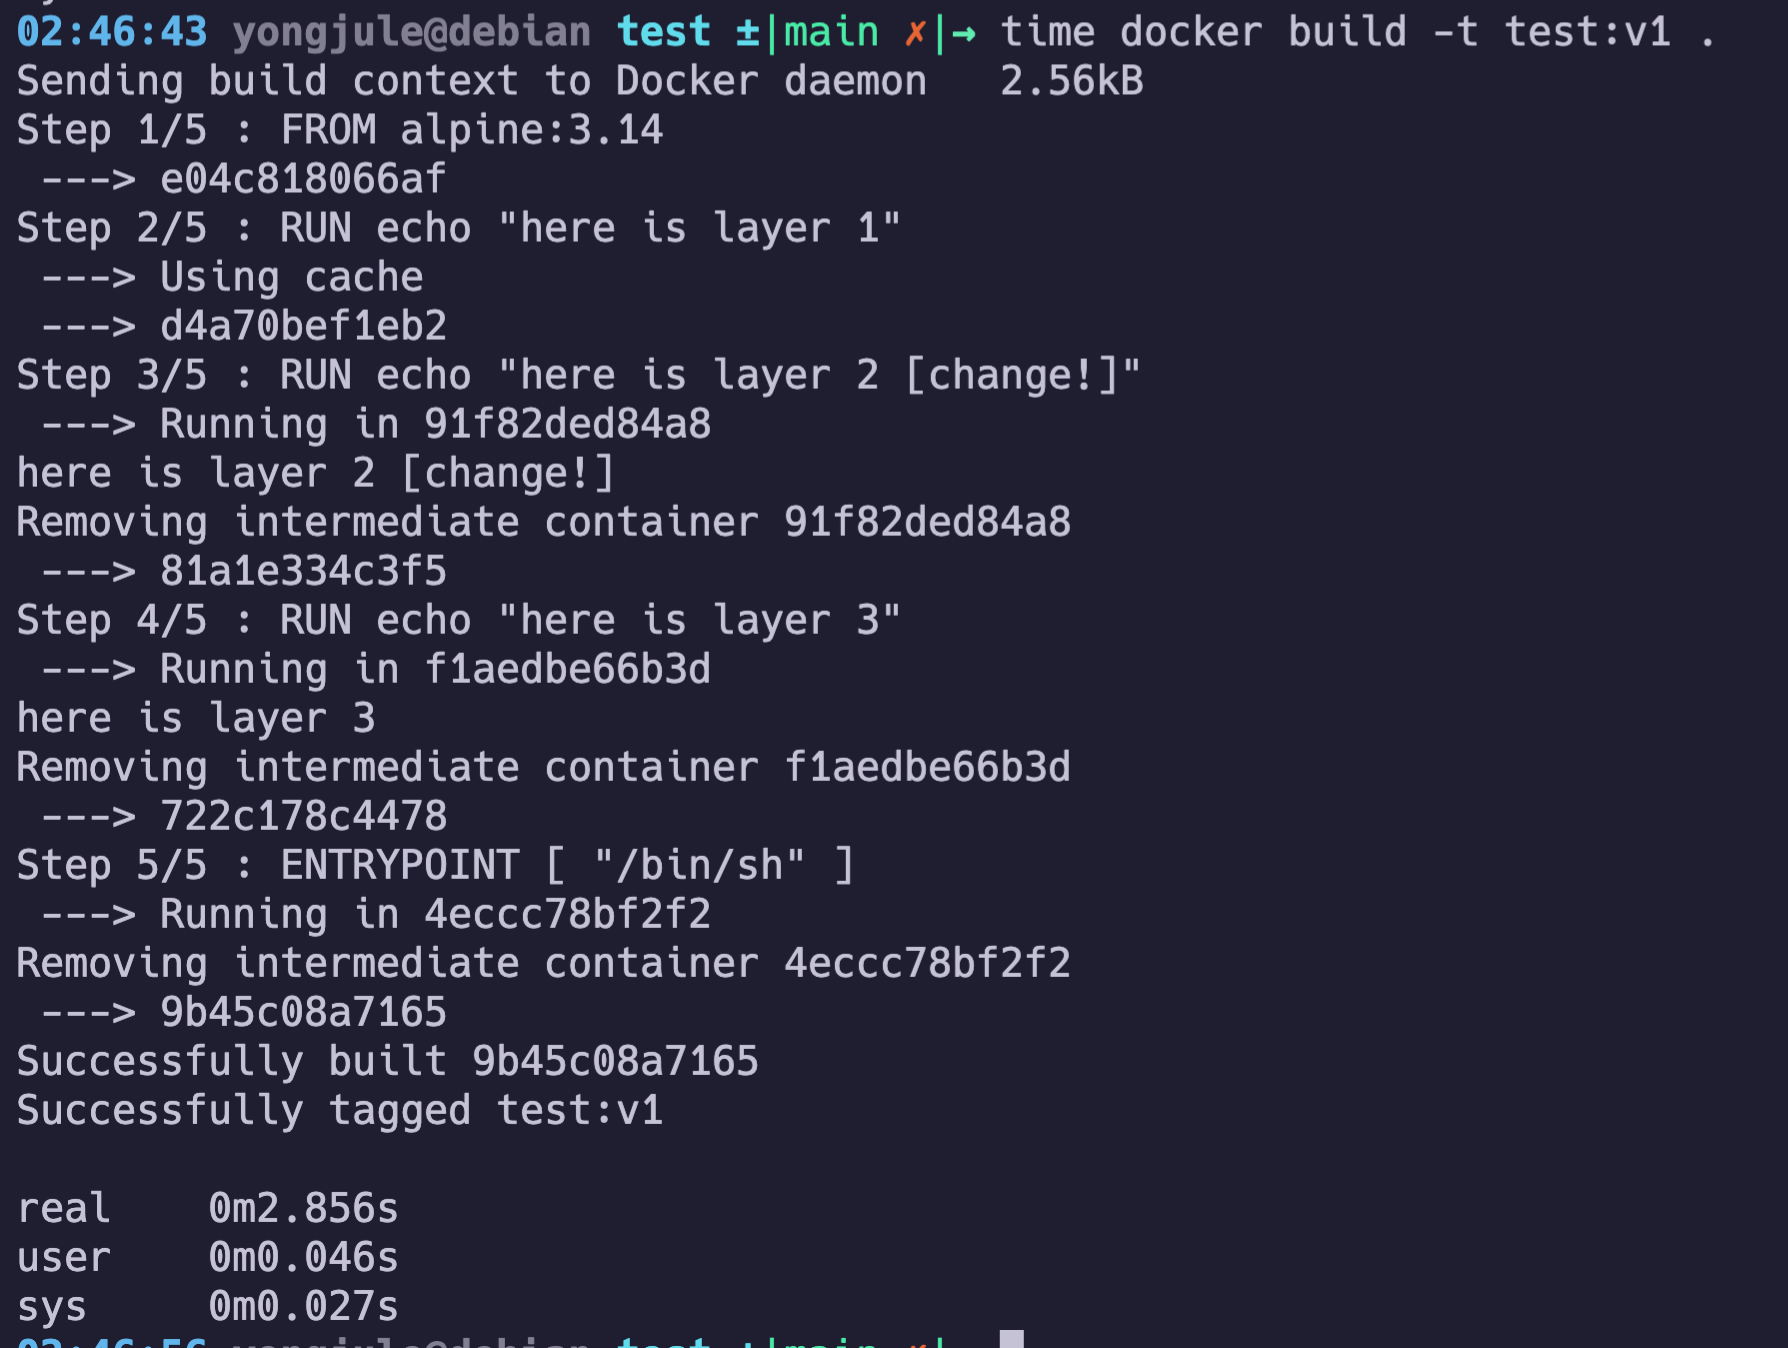 02:46:43 yongjule@debian test ±|main ✗|→ time docker build -t test:v1 .
Sending build context to Docker daemon   2.56kB
Step 1/5 : FROM alpine:3.14
 ---> e04c818066af
Step 2/5 : RUN echo "here is layer 1"
 ---> Using cache
 ---> d4a70bef1eb2
Step 3/5 : RUN echo "here is layer 2 [change!]"
 ---> Running in 91f82ded84a8
here is layer 2 [change!]
Removing intermediate container 91f82ded84a8
 ---> 81a1e334c3f5
Step 4/5 : RUN echo "here is layer 3"
 ---> Running in f1aedbe66b3d
here is layer 3
Removing intermediate container f1aedbe66b3d
 ---> 722c178c4478
Step 5/5 : ENTRYPOINT [ "/bin/sh" ]
 ---> Running in 4eccc78bf2f2
Removing intermediate container 4eccc78bf2f2
 ---> 9b45c08a7165
Successfully built 9b45c08a7165
Successfully tagged test:v1
real    0m2.856s
user    0m0.046s
sys     0m0.027s
yongjule@debian test ±|main